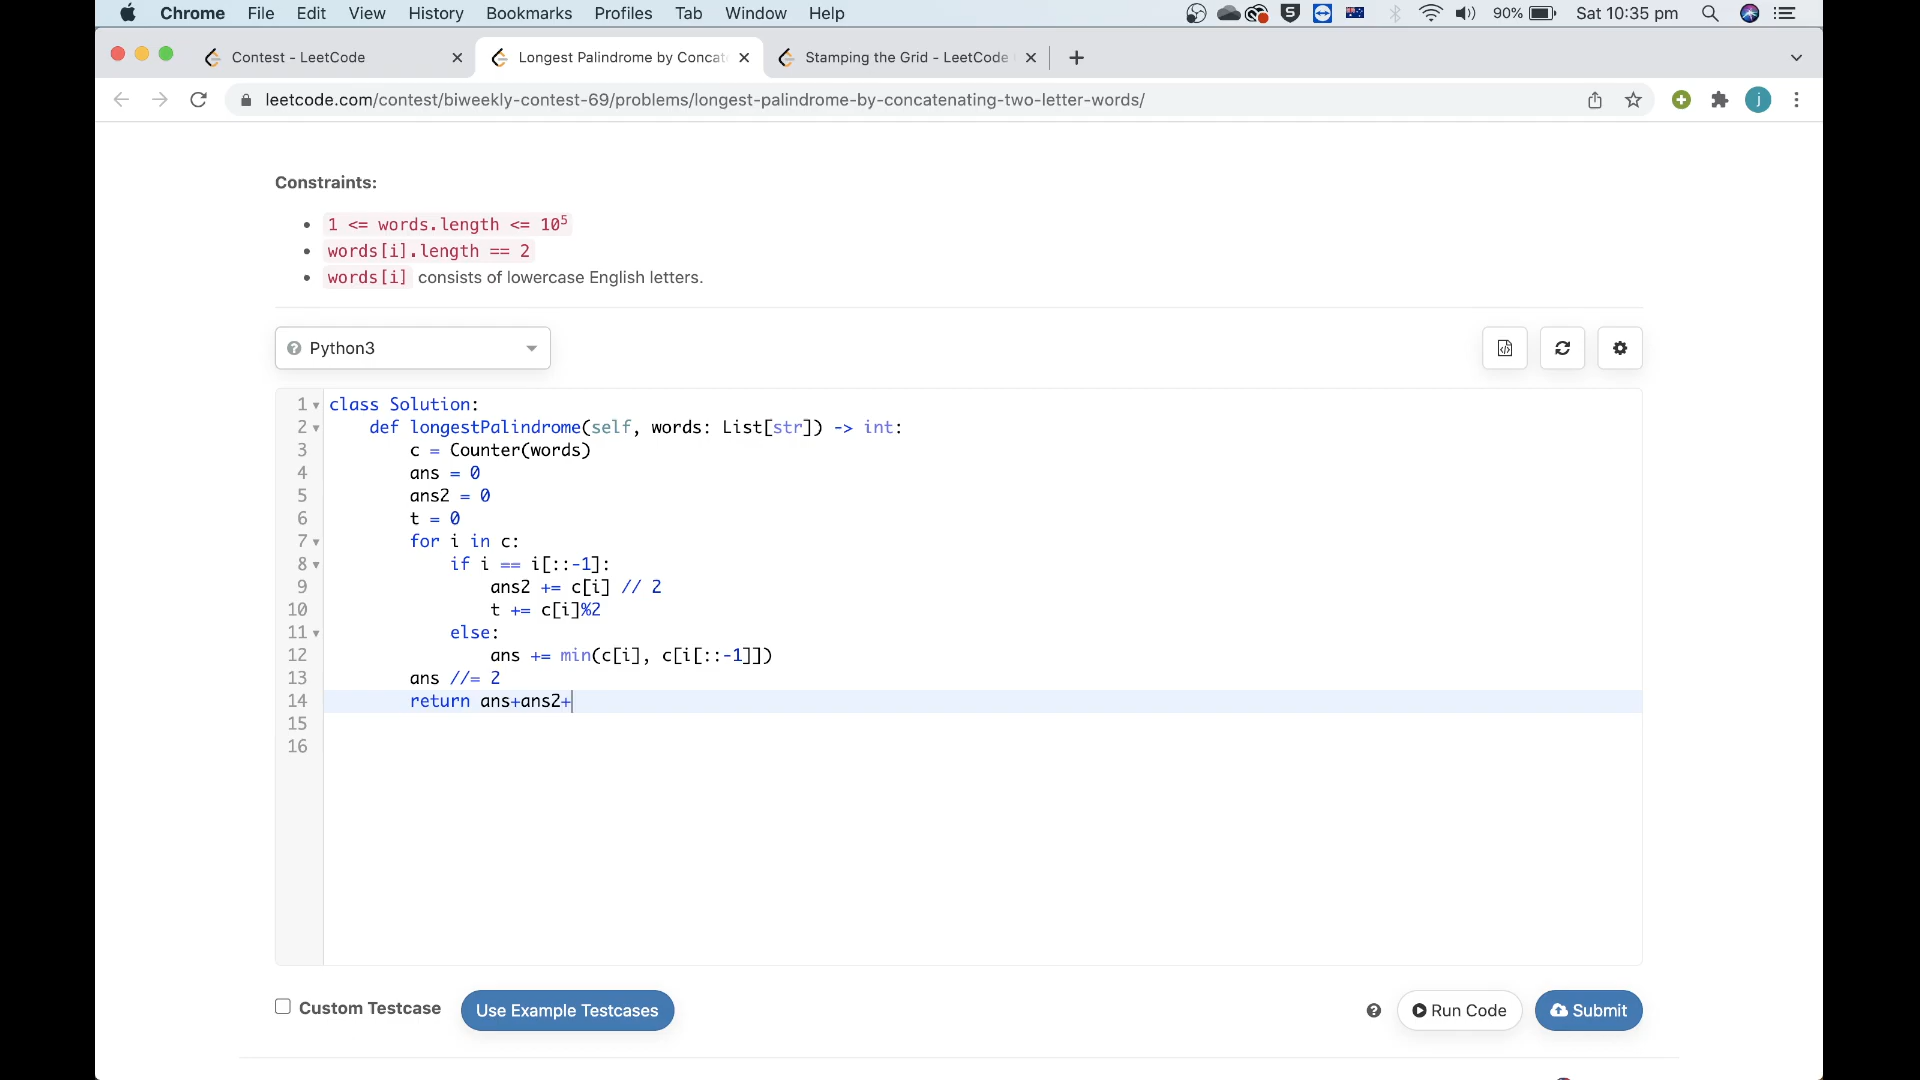 Chrome File Edit View History Bookmarks Profiles Tab Window Help 90% Sat 10:35 pm
Contest - LeetCode Longest Palindrome by Concat Stamping the Grid - LeetCode
leetcode.com/contest/biweekly-contest-69/problems/longest-palindrome-by-concatenating-two-letter-words/ j
Constraints:
1 <= words.length <= 10^5
words[i].length == 2
words[i] consists of lowercase English letters.
Python3
1 class Solution:
2     def longestPalindrome(self, words: List[str]) -> int:
3         c = Counter(words)
4         ans = 0
5         ans2 = 0
6         t = 0
7         for i in c:
8             if i == i[::-1]:
9                 ans2 += c[i] // 2
10                 t += c[i]%2
11             else:
12                 ans += min(c[i], c[i[::-1]])
13         ans //= 2
14         return ans+ans2+
15
16
Custom Testcase Use Example Testcases Run Code Submit